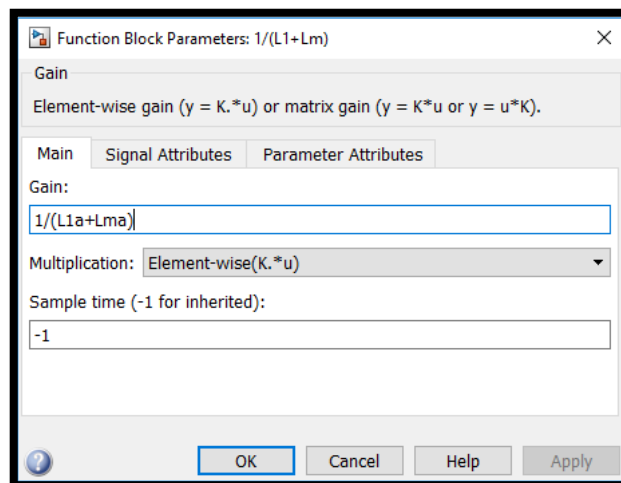 Function Block Parameters: 1/(L1+Lm)
Gain
Element-wise gain (y = K.*u) or matrix gain (y = K*u or y = u*K).
Main Signal Attributes Parameter Attributes
Gain:
1/(L1a+Lma)
Multiplication: Element-wise(K.*u)
Sample time (-1 for inherited):
-1
? OK Cancel Help Apply